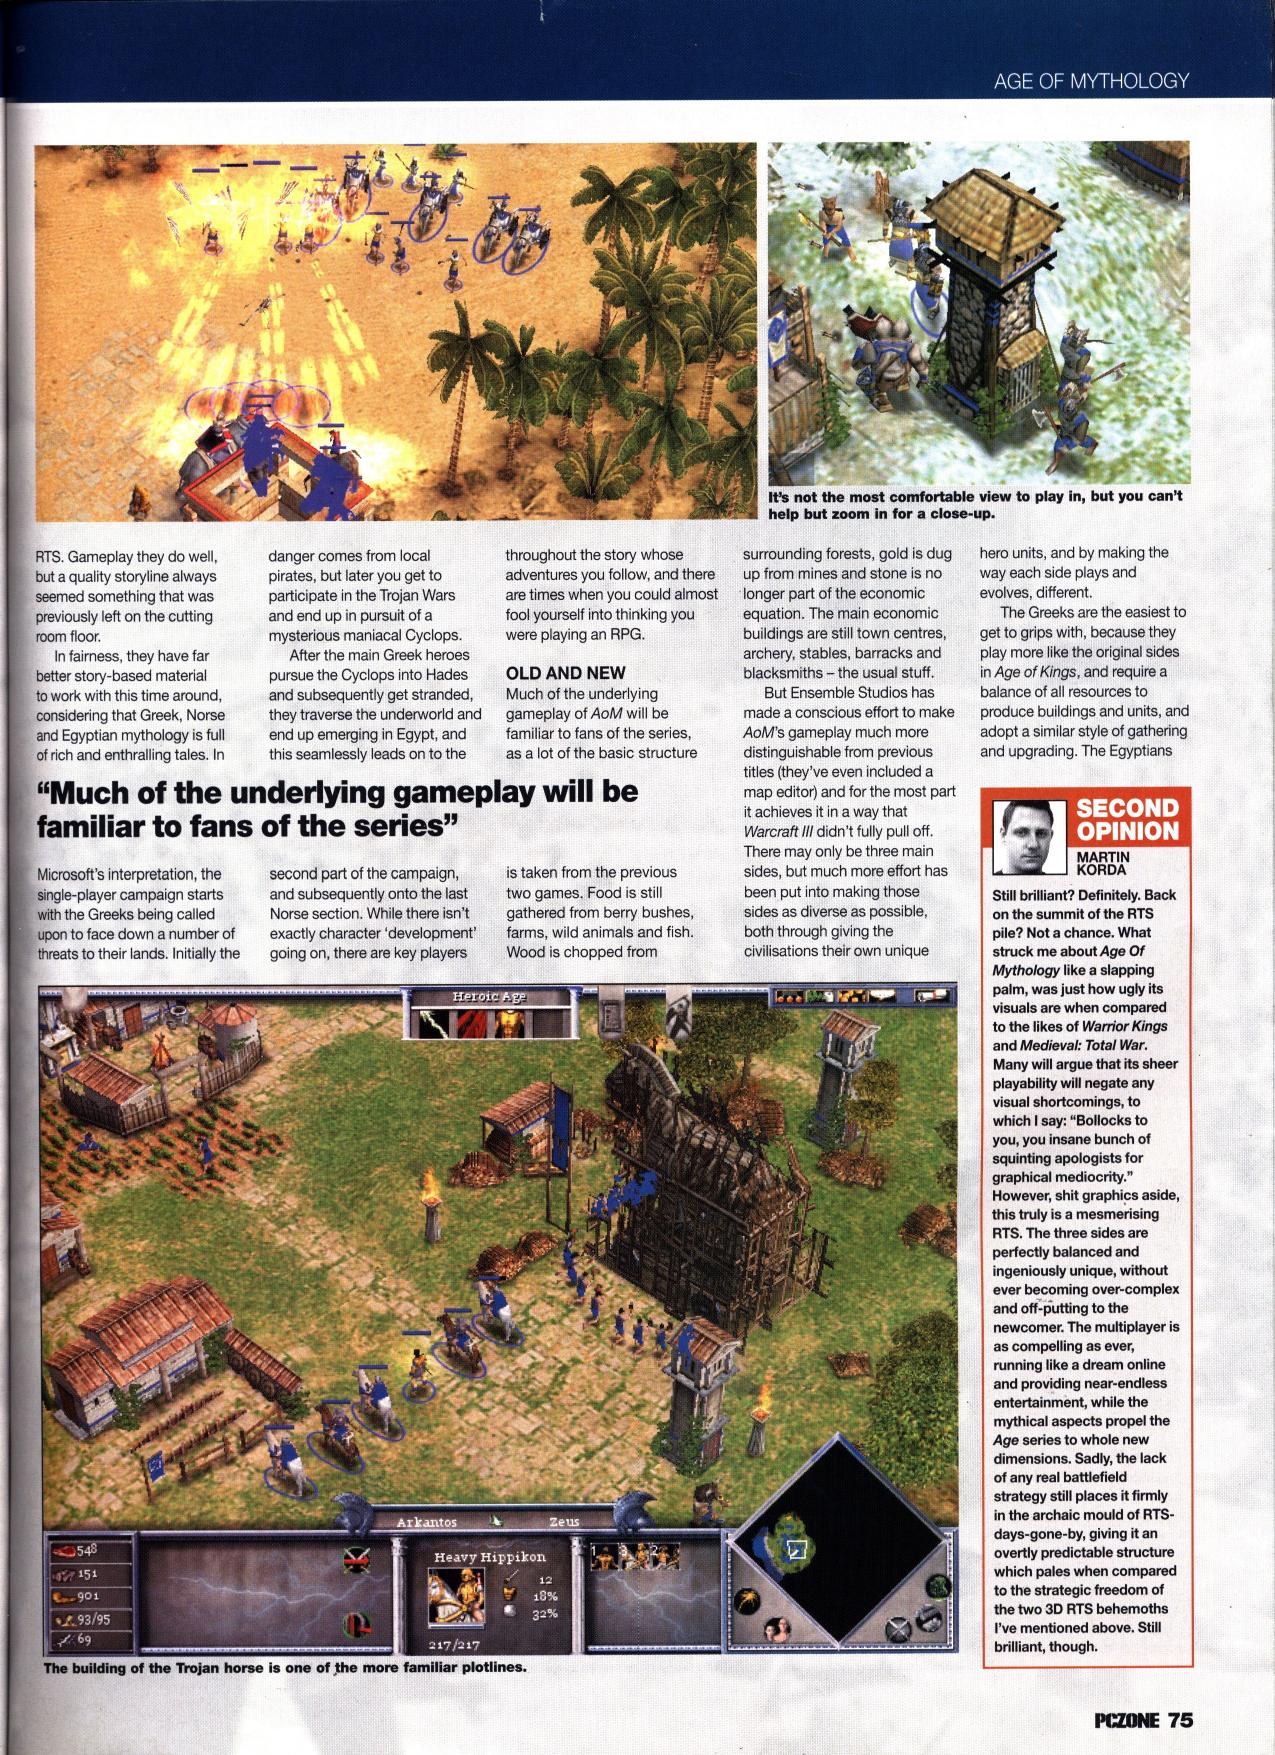 AGE OF MYTHOLOGY
It's not the most comfortable view to play in, but you can't
help but zoom in for a close-up.
RTS. Gameplay they do well,
but a quality storyline always
seemed something that was
previously left on the cutting
room floor.
In fairness, they have far
better story-based material
to work with this time around,
considering that Greek, Norse
and Egyptian mythology is full
of rich and enthralling tales. In
"Much of the underlying gameplay will be
familiar to fans of the series"
Microsoft's interpretation, the
single-player campaign starts
with the Greeks being called
upon to face down a number of
threats to their lands. Initially the
danger comes from local
pirates, but later you get to
participate in the Trojan Wars
and end up in pursuit of a
mysterious maniacal Cyclops.
After the main Greek heroes
pursue the Cyclops into Hades
and subsequently get stranded,
they traverse the underworld and
end up emerging in Egypt, and
this seamlessly leads on to the
second part of the campaign,
and subsequently onto the last
Norse section. While there isn't
exactly character 'development'
going on, there are key players
throughout the story whose
adventures you follow, and there
are times when you could almost
fool yourself into thinking you
were playing an RPG.
OLD AND NEW
Much of the underlying
gameplay of AoM will be
familiar to fans of the series,
as a lot of the basic structure
is taken from the previous
two games. Food is still
gathered from berry bushes,
farms, wild animals and fish.
Wood is chopped from
surrounding forests, gold is dug
up from mines and stone is no
longer part of the economic
equation. The main economic
buildings are still town centres,
archery, stables, barracks and
blacksmiths – the usual stuff.
But Ensemble Studios has
made a conscious effort to make
AoM's gameplay much more
distinguishable from previous
titles (they've even included a
map editor) and for the most part
it achieves it in a way that
Warcraft III didn't fully pull off.
There may only be three main
sides, but much more effort has
been put into making those
sides as diverse as possible,
both through giving the
civilisations their own unique
hero units, and by making the
way each side plays and
evolves, different.
The Greeks are the easiest to
get to grips with, because they
play more like the original sides
in Age of Kings, and require a
balance of all resources to
produce buildings and units, and
adopt a similar style of gathering
and upgrading. The Egyptians
SECOND
OPINION
MARTIN
KORDA
Still brilliant? Definitely. Back
on the summit of the RTS
pile? Not a chance. What
struck me about Age Of
Mythology like a slapping
palm, was just how ugly its
visuals are when compared
to the likes of Warrior Kings
and Medieval: Total War.
Many will argue that its sheer
playability will negate any
visual shortcomings, to
which I say: "Bollocks to
you, you insane bunch of
squinting apologists for
graphical mediocrity."
However, shit graphics aside,
this truly is a mesmerising
RTS. The three sides are
perfectly balanced and
ingeniously unique, without
ever becoming over-complex
and off-putting to the
newcomer. The multiplayer is
as compelling as ever,
running like a dream online
and providing near-endless
entertainment, while the
mythical aspects propel the
Age series to whole new
dimensions. Sadly, the lack
of any real battlefield
strategy still places it firmly
in the archaic mould of RTS-
days-gone-by, giving it an
overtly predictable structure
which pales when compared
to the strategic freedom of
the two 3D RTS behemoths
I've mentioned above. Still
brilliant, though.
Heroic Age
Arkantos Zeus
548
151
901
93/95
69
Heavy Hippikon
12
18%
32%
217/217
1 3 2
The building of the Trojan horse is one of the more familiar plotlines.
PCZONE 75